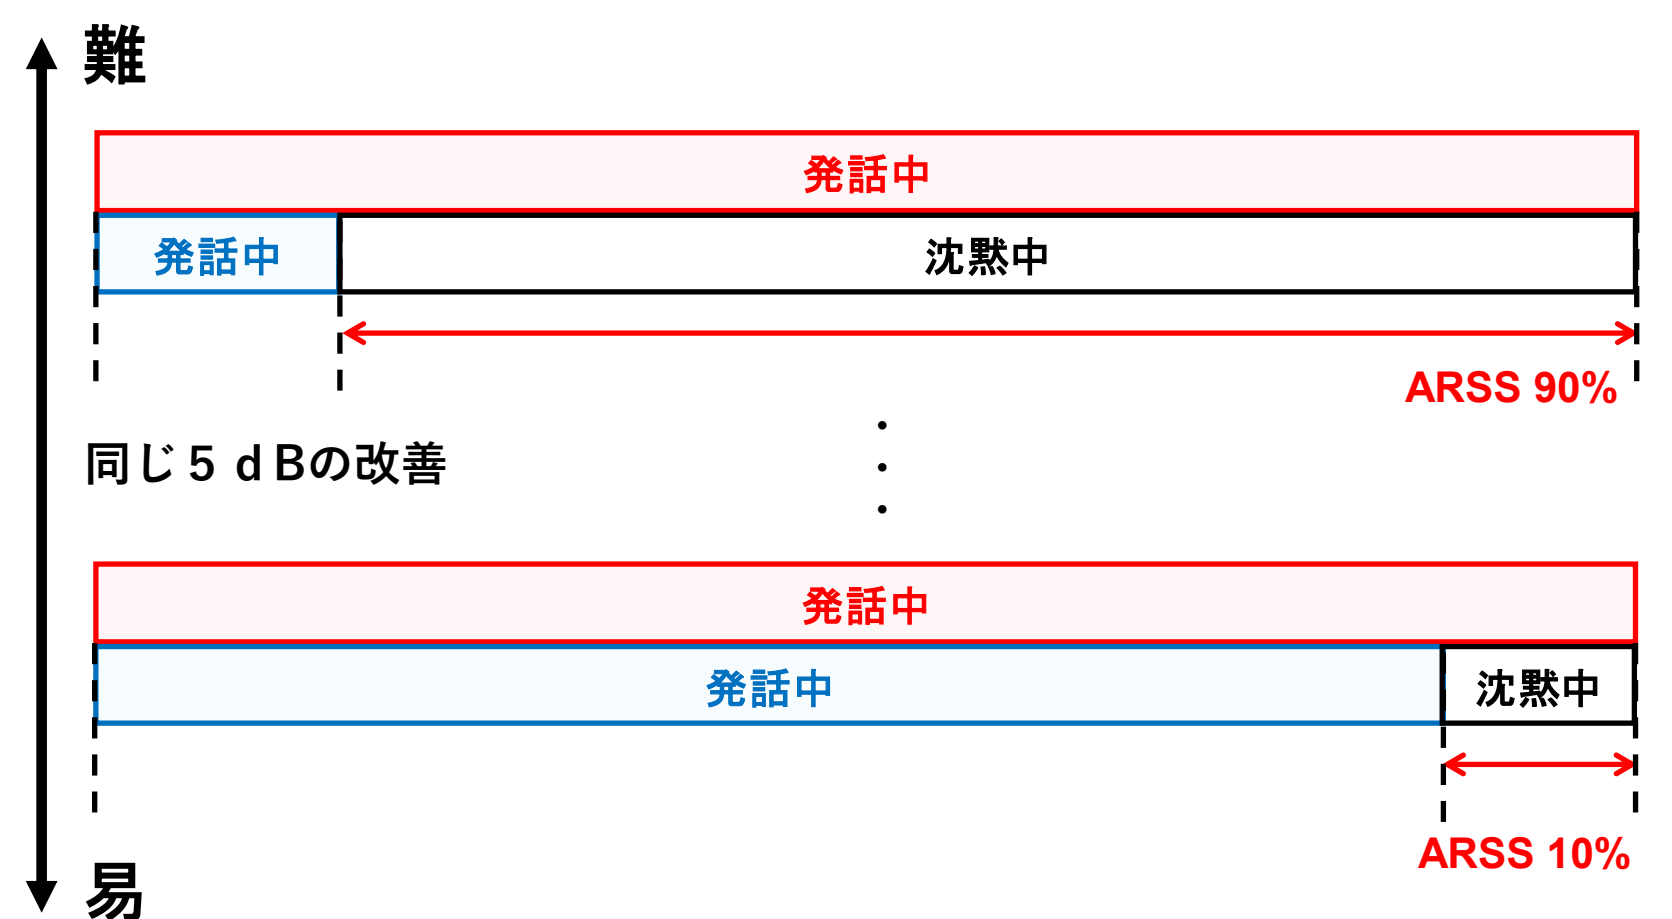 難
発話中
発話中
沈黙中
ARSS 90%
同じ５ｄBの改善
発話中
発話中
沈黙中
ARSS 10%
易